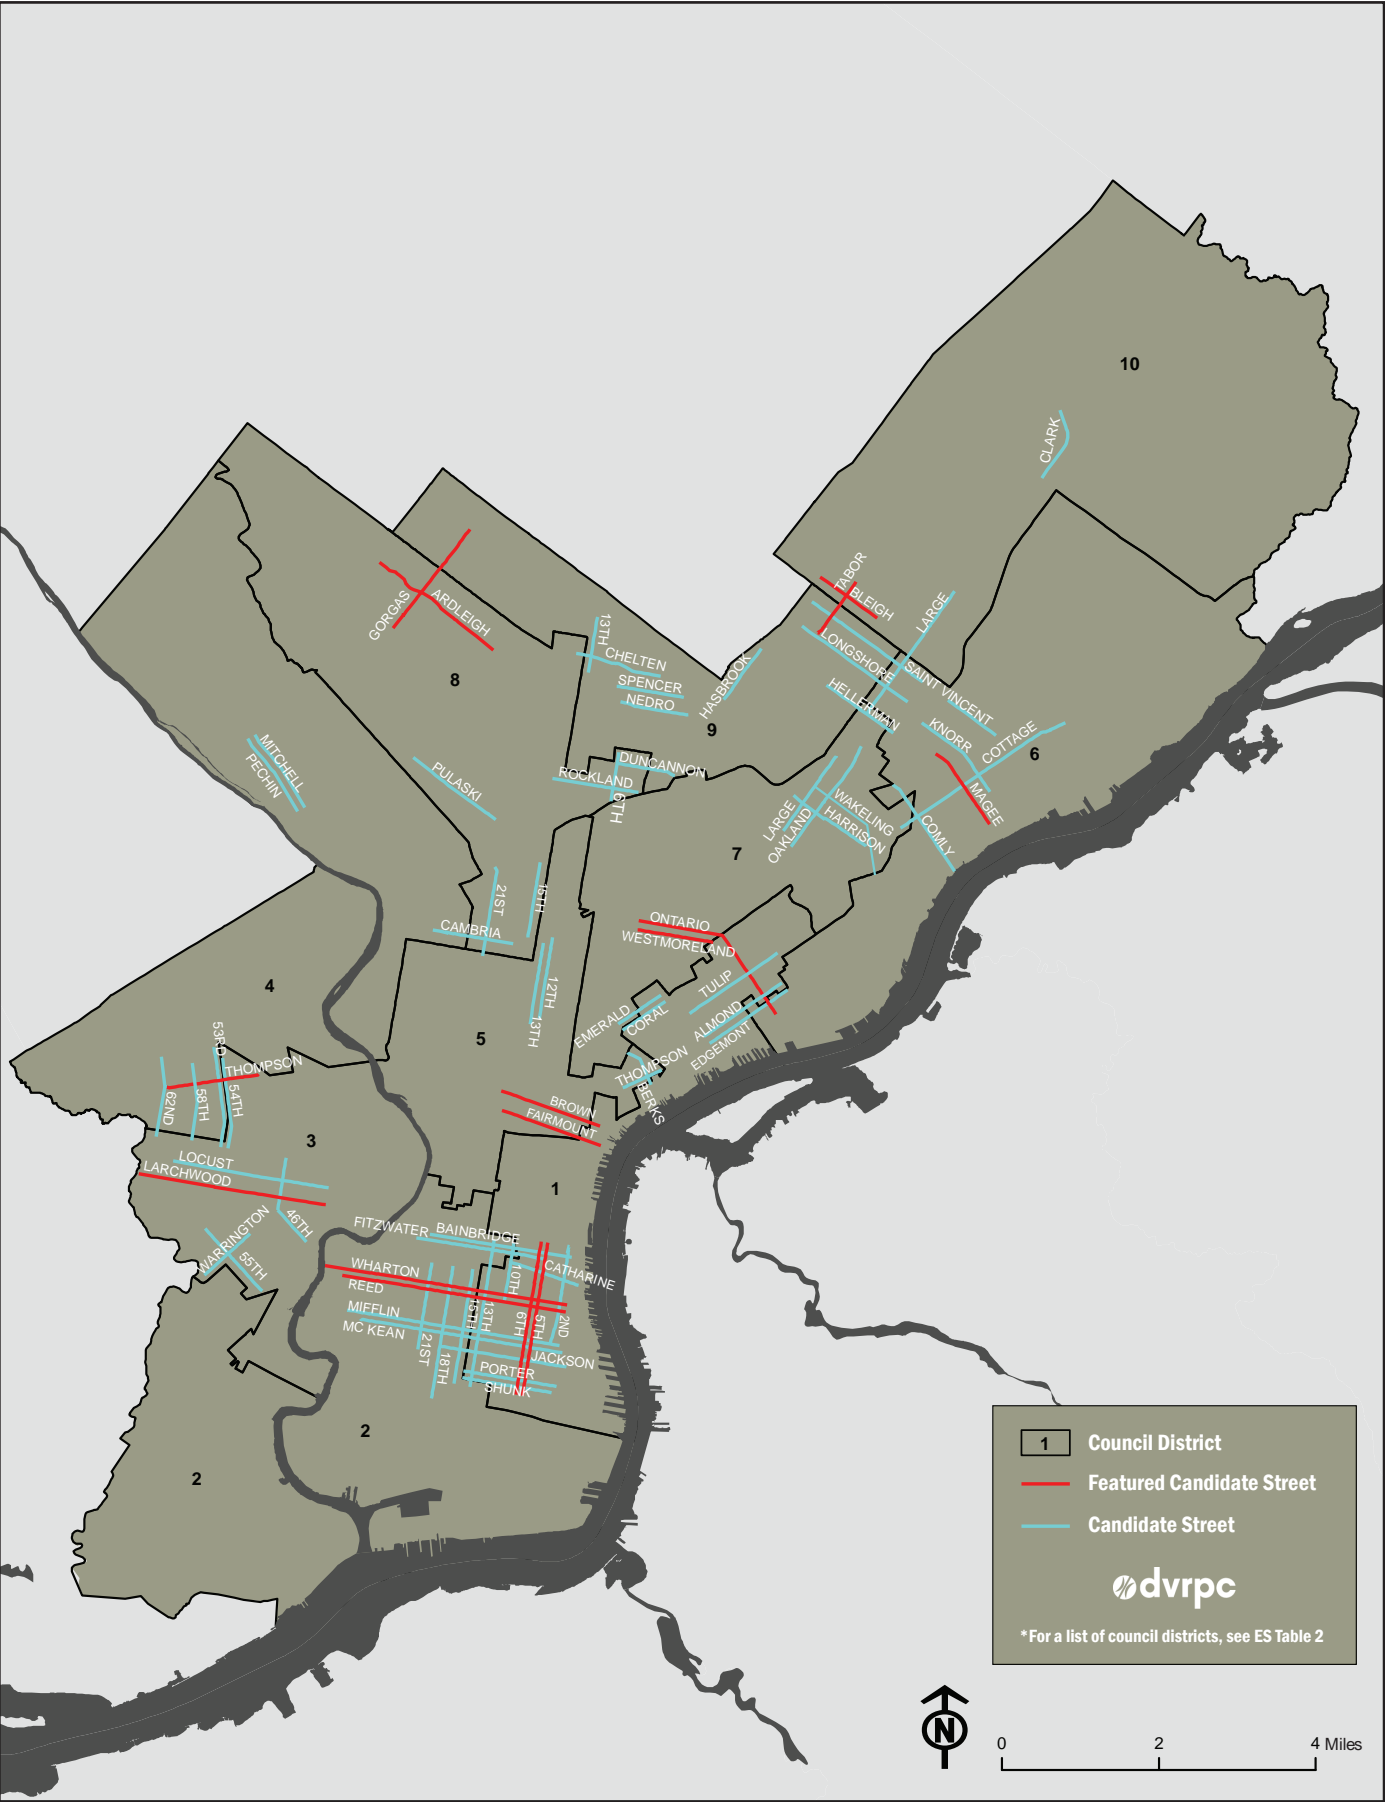 10
CLARK
TABOR
BLEIGH
LARGE
LONGSHORE
SAINT VINCENT
HELLERMAN
KNORR
COTTAGE
6
MAGEE
COMLY
GORGAS
ARDLEIGH
8
13TH
CHELTEN
SPENCER
NEDRO
HASBROOK
9
MITCHELL
PECHIN
PULASKI
DUNCANNON
ROCKLAND
6TH
LARGE
OAKLAND
WAKELING
HARRISON
7
21ST
15TH
CAMBRIA
ONTARIO
WESTMORELAND
4
12TH
13TH
5
TULIP
EMERALD
CORAL
ALMOND
EDGEMONT
THOMPSON
BERKS
53RD
THOMPSON
62ND
58TH
54TH
BROWN
FAIRMOUNT
3
LOCUST
LARCHWOOD
1
46TH
WARRINGTON
55TH
FITZWATER
BAINBRIDGE
CATHARINE
WHARTON
REED
10TH
MIFFLIN
MC KEAN
15TH
13TH
6TH
5TH
2ND
21ST
18TH
JACKSON
PORTER
SHUNK
2
2
1 Council District
Featured Candidate Street
Candidate Street
dvrpc
*For a list of council districts, see ES Table 2
N
0 2 4 Miles